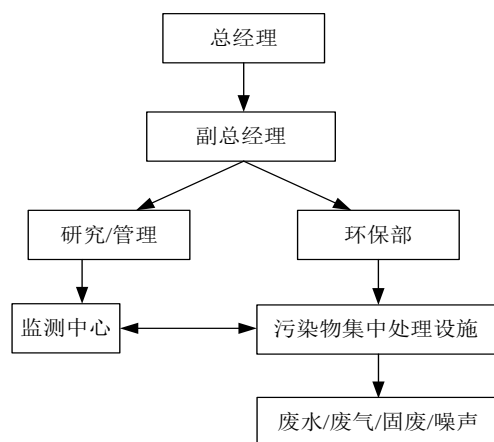 总经理
副总经理
研究/管理
环保部
监测中心
污染物集中处理设施
废水/废气/固废/噪声